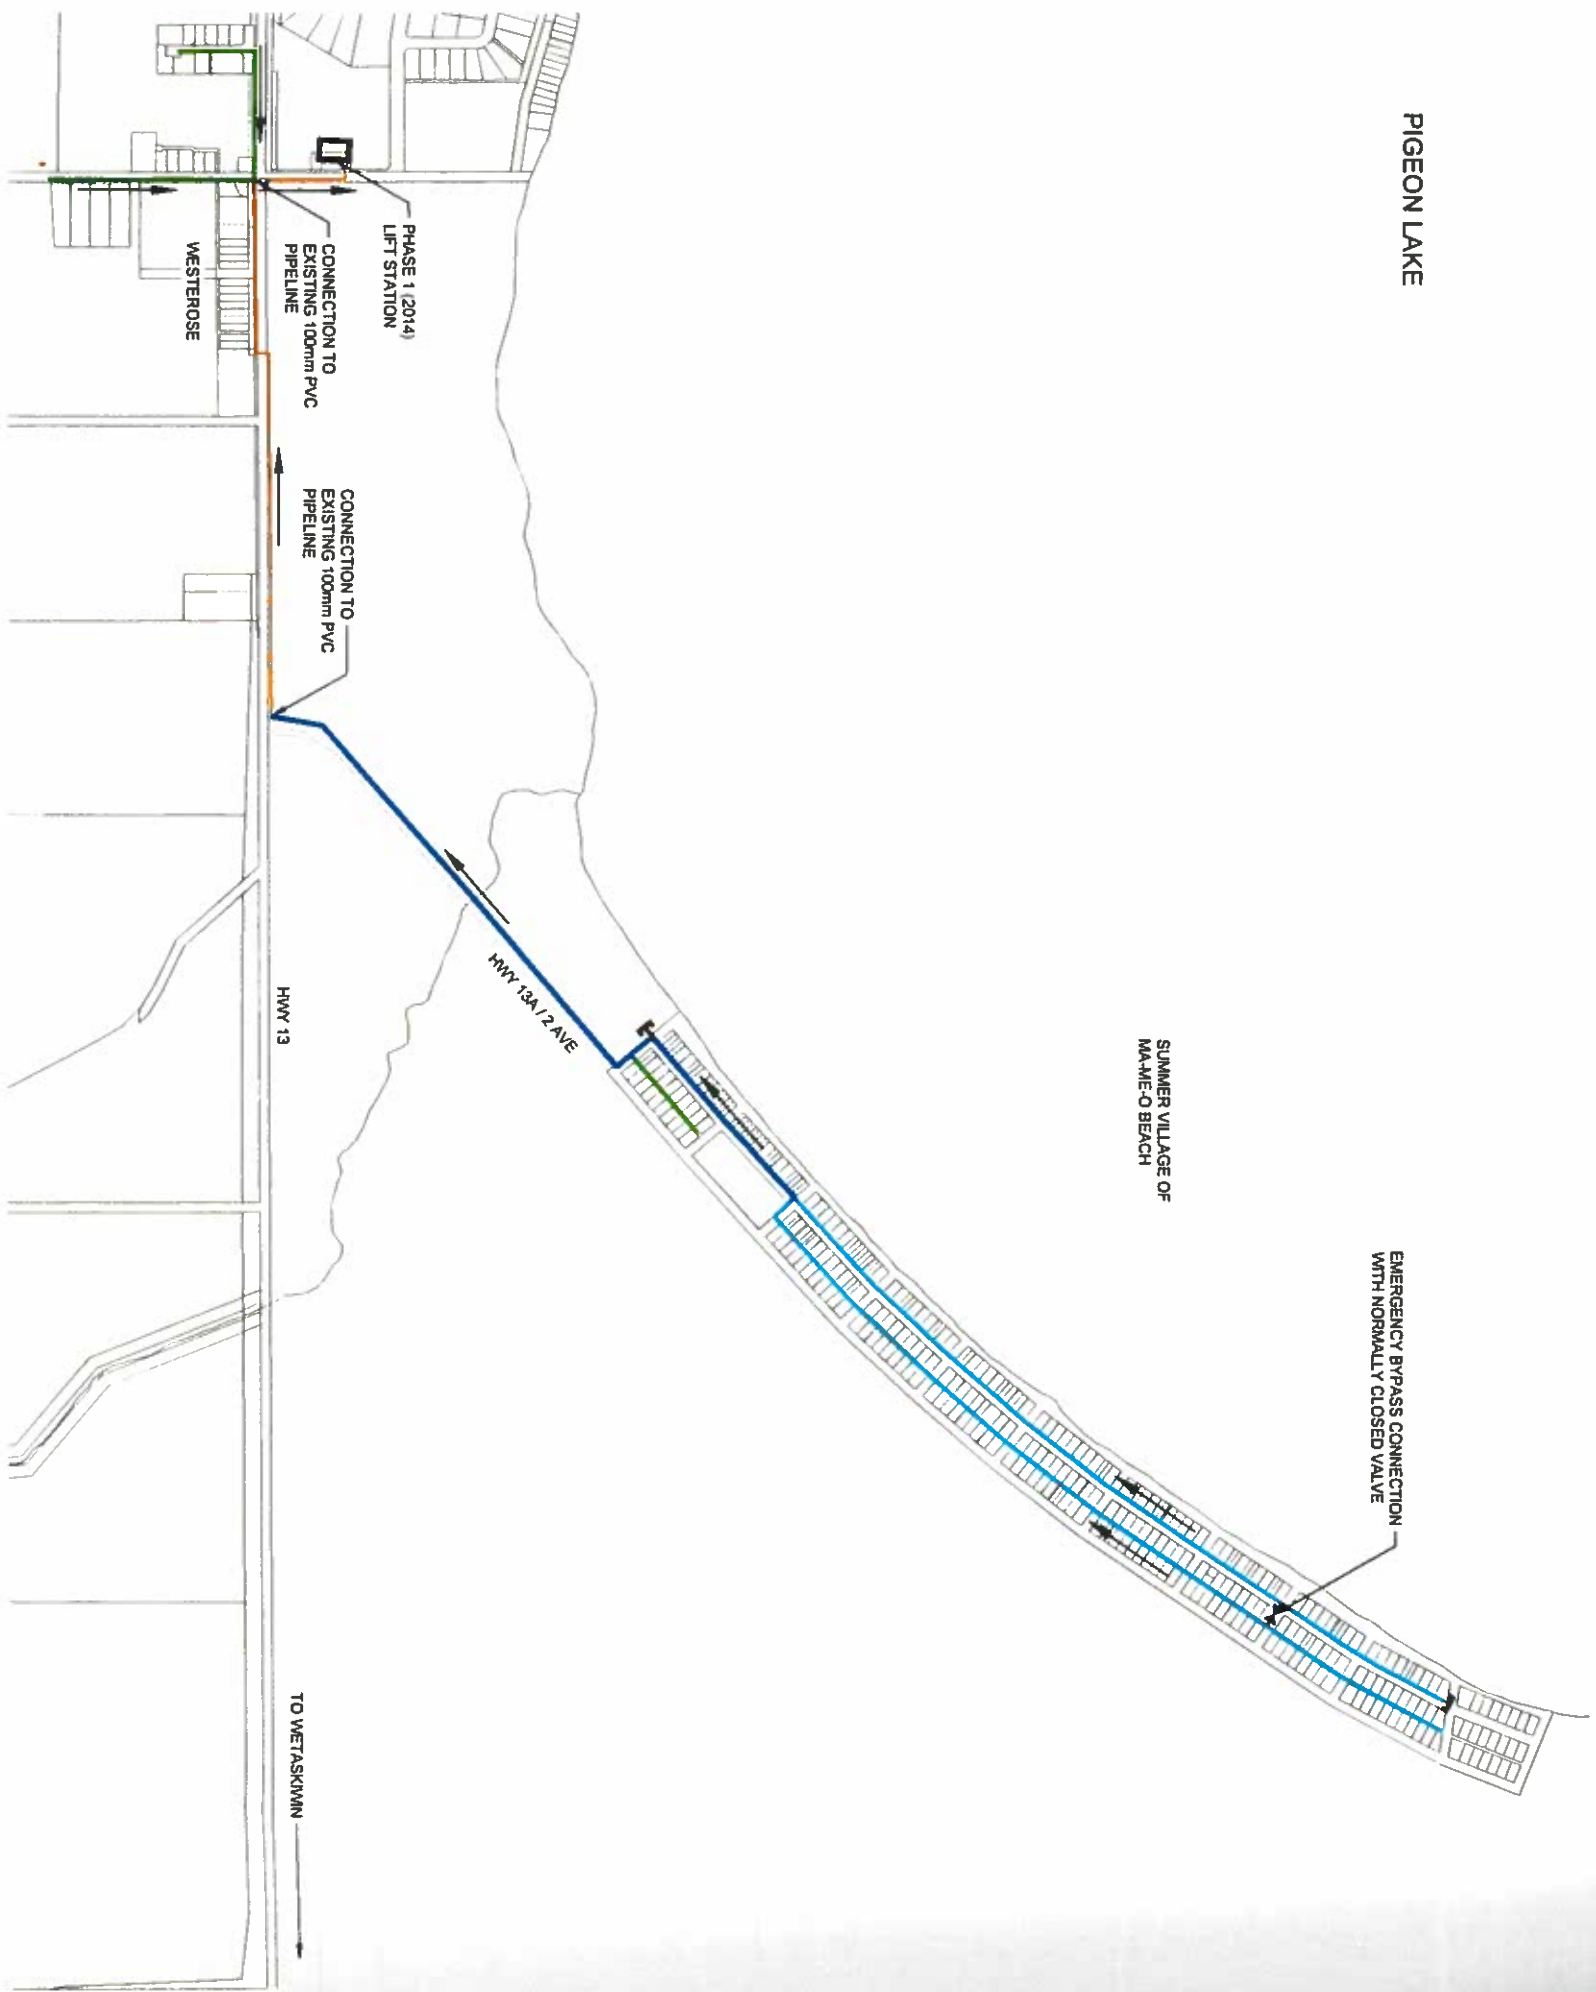 PIGEON LAKE
EMERGENCY BYPASS CONNECTION
WITH NORMALLY CLOSED VALVE
SUMMER VILLAGE OF
MA-ME-O BEACH
PHASE 1 (2014)
LIFT STATION
CONNECTION TO
EXISTING 100mm PVC
PIPELINE
CONNECTION TO
EXISTING 100mm PVC
PIPELINE
WESTEROSE
HWY 13A / 2 AVE
HWY 13
TO WETASKIWIN